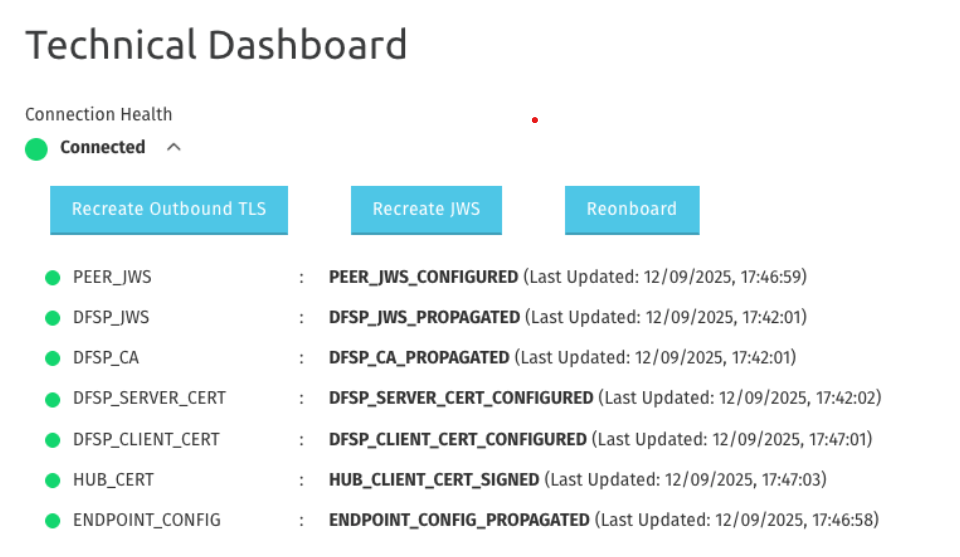 Technical Dashboard
Connection Health
Connected
Recreate Outbound TLS Recreate JWS Reonboard
PEER_JWS : PEER_JWS_CONFIGURED (Last Updated: 12/09/2025, 17:46:59)
DFSP_JWS : DFSP_JWS_PROPAGATED (Last Updated: 12/09/2025, 17:42:01)
DFSP_CA : DFSP_CA_PROPAGATED (Last Updated: 12/09/2025, 17:42:01)
DFSP_SERVER_CERT : DFSP_SERVER_CERT_CONFIGURED (Last Updated: 12/09/2025, 17:42:02)
DFSP_CLIENT_CERT : DFSP_CLIENT_CERT_CONFIGURED (Last Updated: 12/09/2025, 17:47:01)
HUB_CERT : HUB_CLIENT_CERT_SIGNED (Last Updated: 12/09/2025, 17:47:03)
ENDPOINT_CONFIG : ENDPOINT_CONFIG_PROPAGATED (Last Updated: 12/09/2025, 17:46:58)